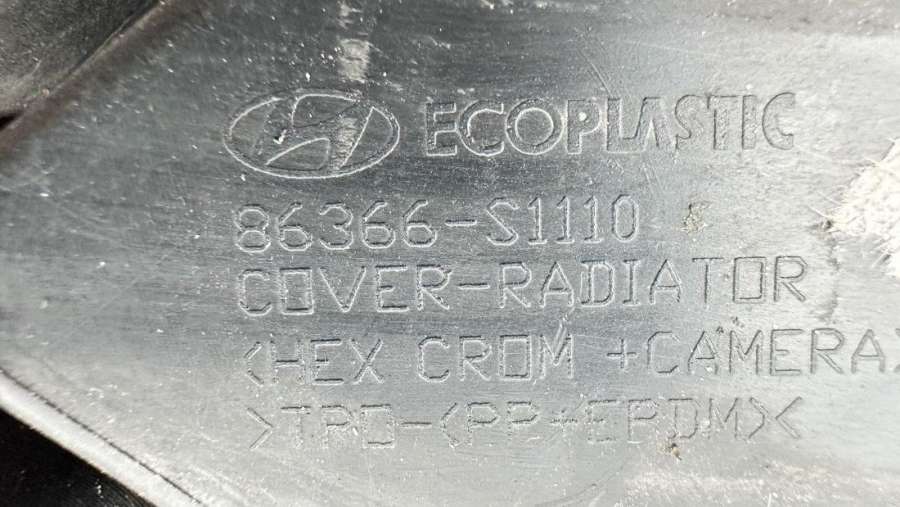 ECOPLASTIC
86366-S1110
COVER-RADIATOR
<HEX CROM +CAMERA>
>TPO-(PP+EPDM)<